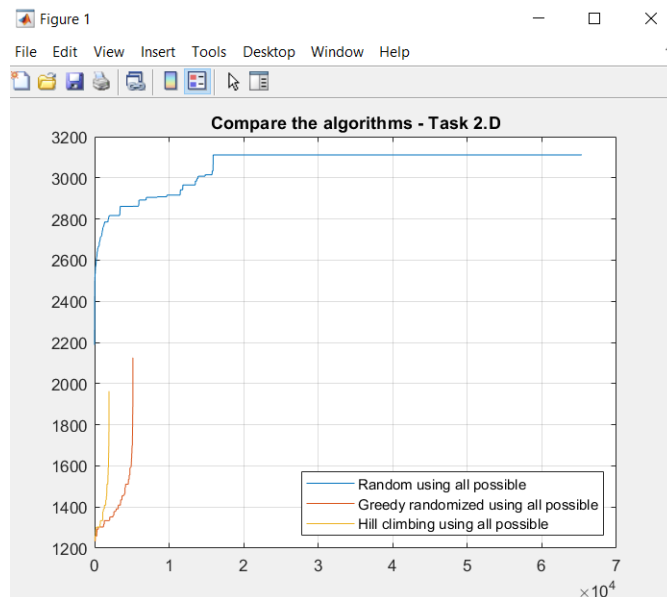 Figure 1
File Edit View Insert Tools Desktop Window Help
Compare the algorithms - Task 2.D
3200
3000
2800
2600
2400
2200
2000
1800
1600
1400
1200
Random using all possible
Greedy randomized using all possible
Hill climbing using all possible
0 1 2 3 4 5 6 7
×10⁴